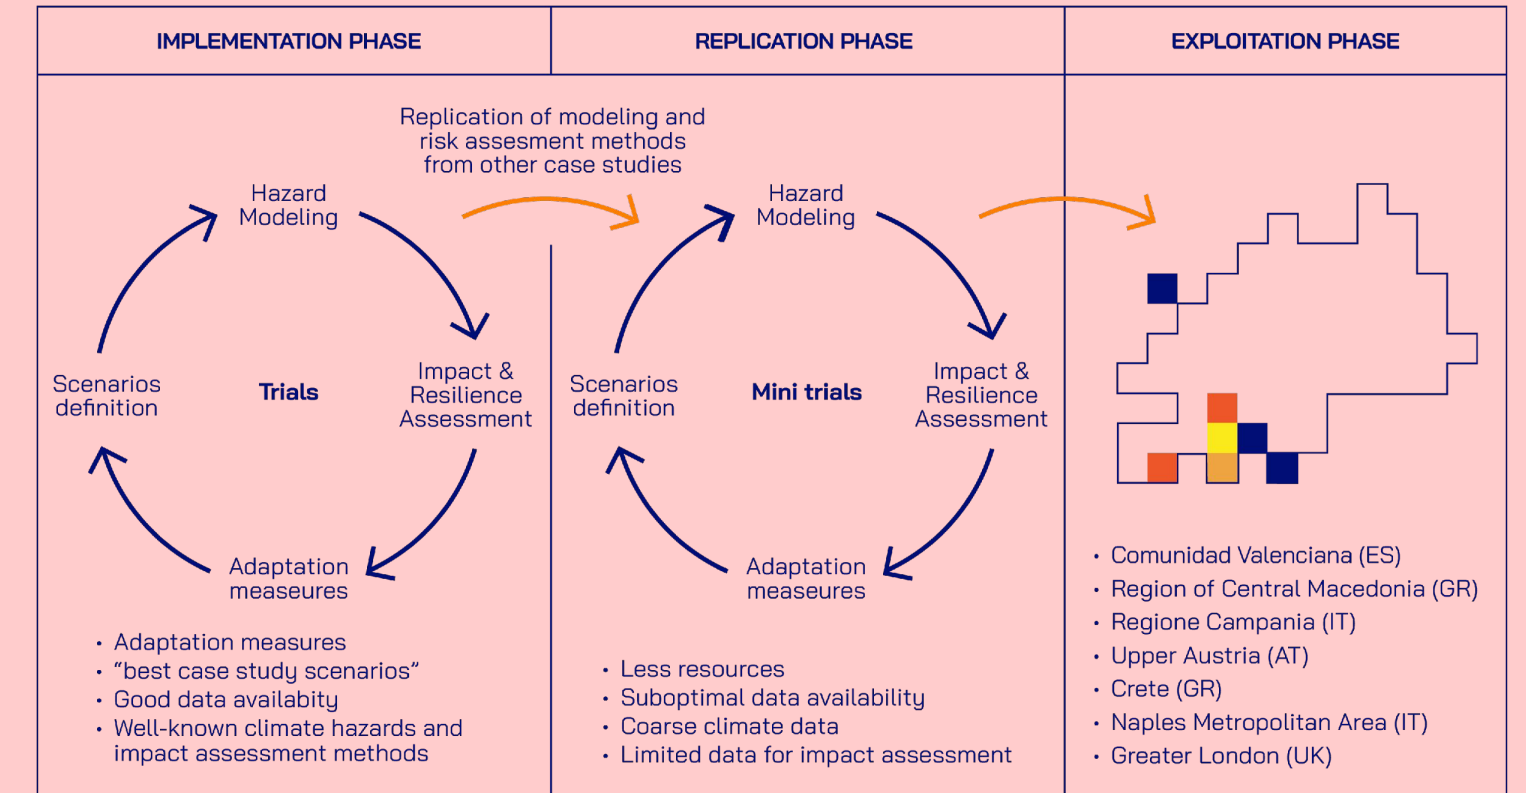 IMPLEMENTATION PHASE
REPLICATION PHASE
EXPLOITATION PHASE
Replication of modeling and
risk assesment methods
from other case studies
Hazard
Modeling
Impact &
Resilience
Assessment
Adaptation
measeures
Scenarios
definition
Trials
• Adaptation measures
• “best case study scenarios”
• Good data availabity
• Well-known climate hazards and
impact assessment methods
Hazard
Modeling
Impact &
Resilience
Assessment
Adaptation
measeures
Scenarios
definition
Mini trials
• Less resources
• Suboptimal data availability
• Coarse climate data
• Limited data for impact assessment
• Comunidad Valenciana (ES)
• Region of Central Macedonia (GR)
• Regione Campania (IT)
• Upper Austria (AT)
• Crete (GR)
• Naples Metropolitan Area (IT)
• Greater London (UK)